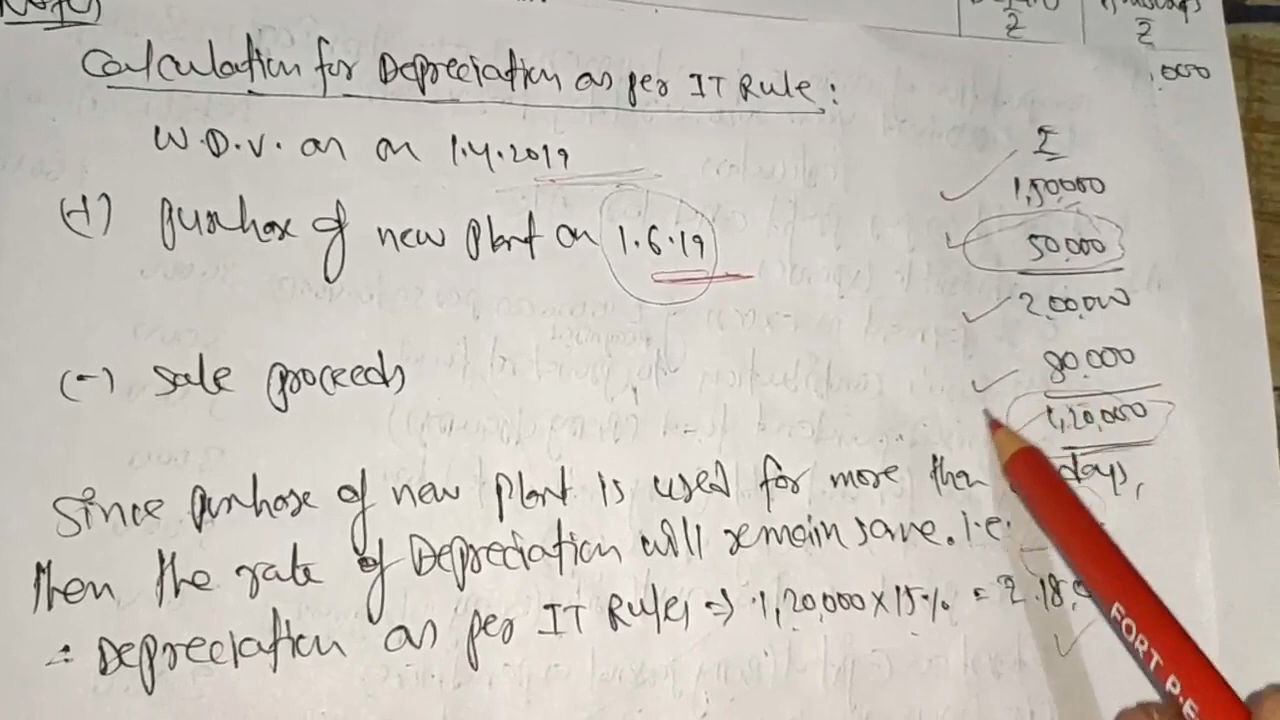 Calculation for Depreciation as per IT Rule:
W.D.V. as on 1.4.2019 1,50,000
(+) purchase of new plant on 1.6.19 50,000
2,00,000
(-) sale proceeds 80,000
1,20,000
Since purchase of new plant is used for more than days,
then the rate of Depreciation will remain same. i.e.
∴ Depreciation as per IT Rules ⇒ 1,20,000 x 15% = ₹
FORT P.E